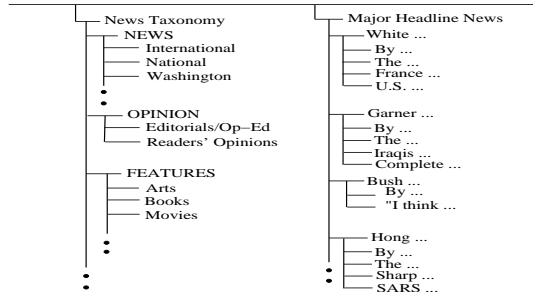 News Taxonomy
NEWS
International
National
Washington
OPINION
Editorials/Op–Ed
Readers' Opinions
FEATURES
Arts
Books
Movies
Major Headline News
White ...
By ...
The ...
France ...
U.S. ...
Garner ...
By ...
The ...
Iraqis ...
Complete ...
Bush ...
By ...
"I think ...
Hong ...
By ...
The ...
Sharp ...
SARS ...